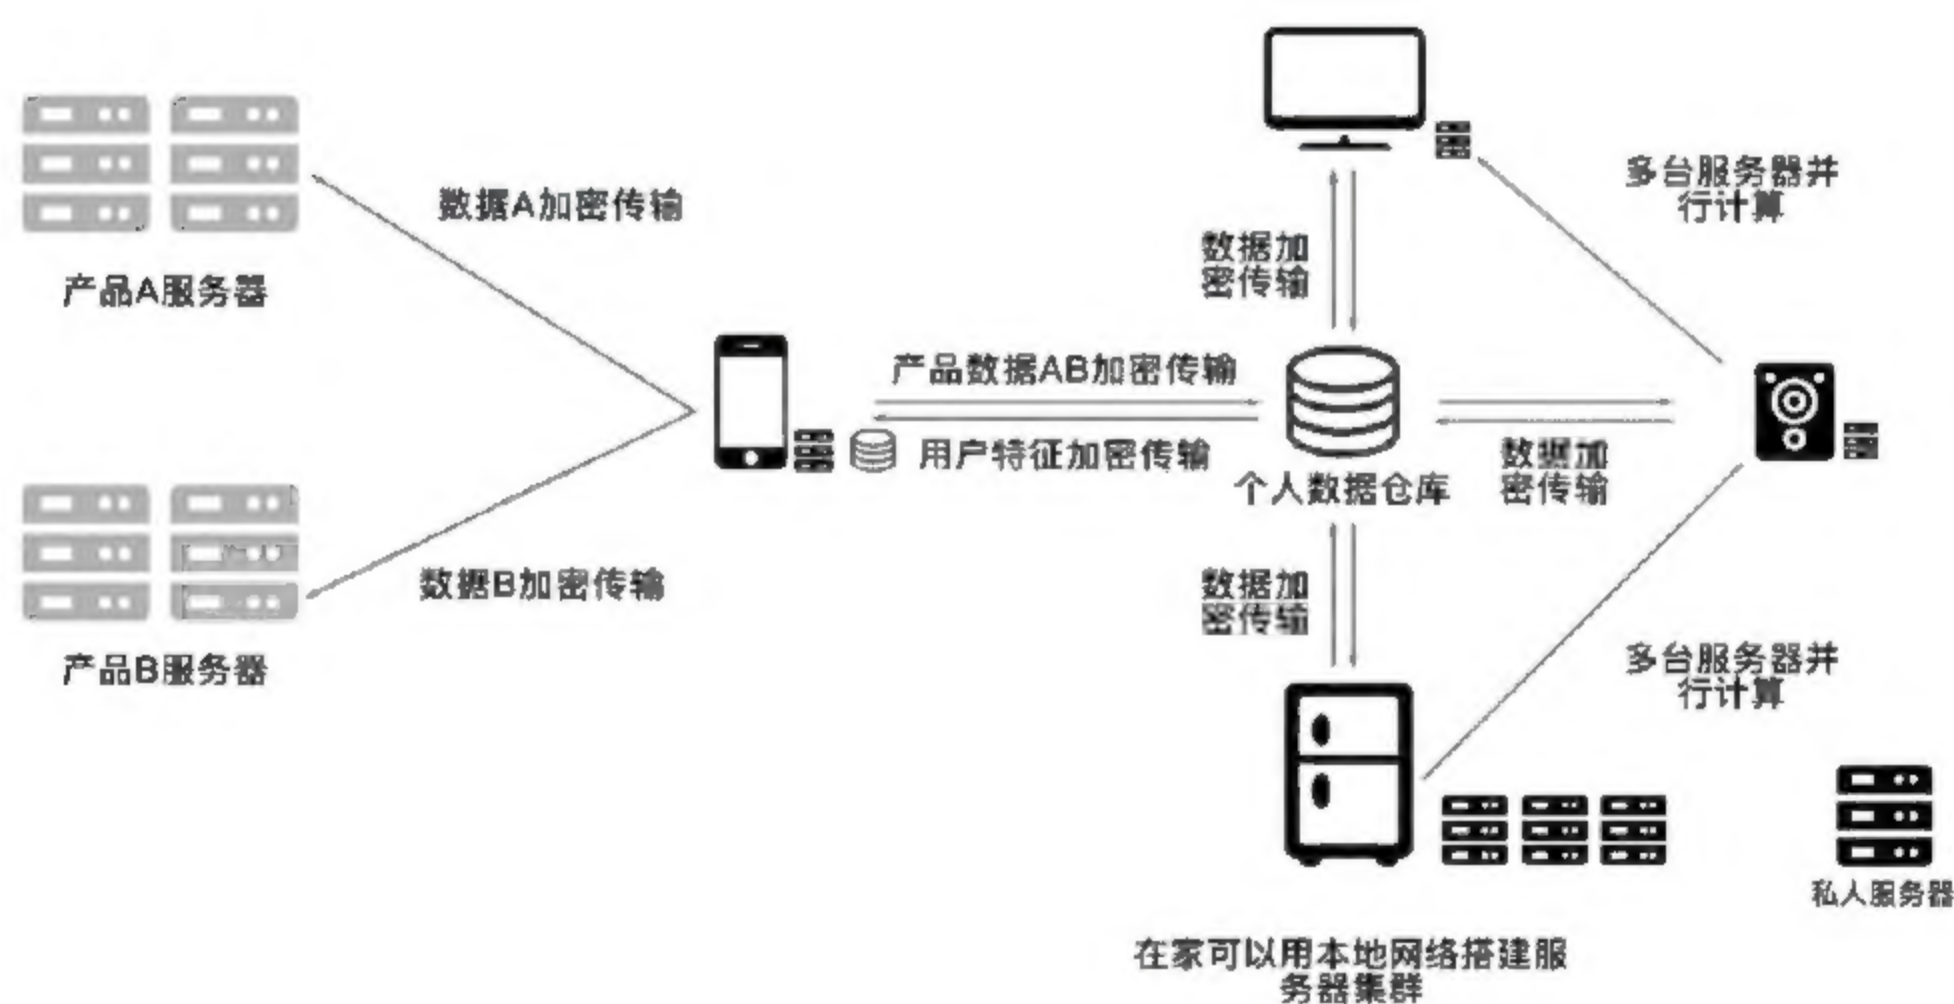 产品A服务器
数据A加密传输
产品B服务器
数据B加密传输
产品数据AB加密传输
用户特征加密传输
数据加
密传输
个人数据仓库
数据加
密传输
数据加
密传输
多台服务器并
行计算
多台服务器并
行计算
私人服务器
在家可以用本地网络搭建服
务器集群